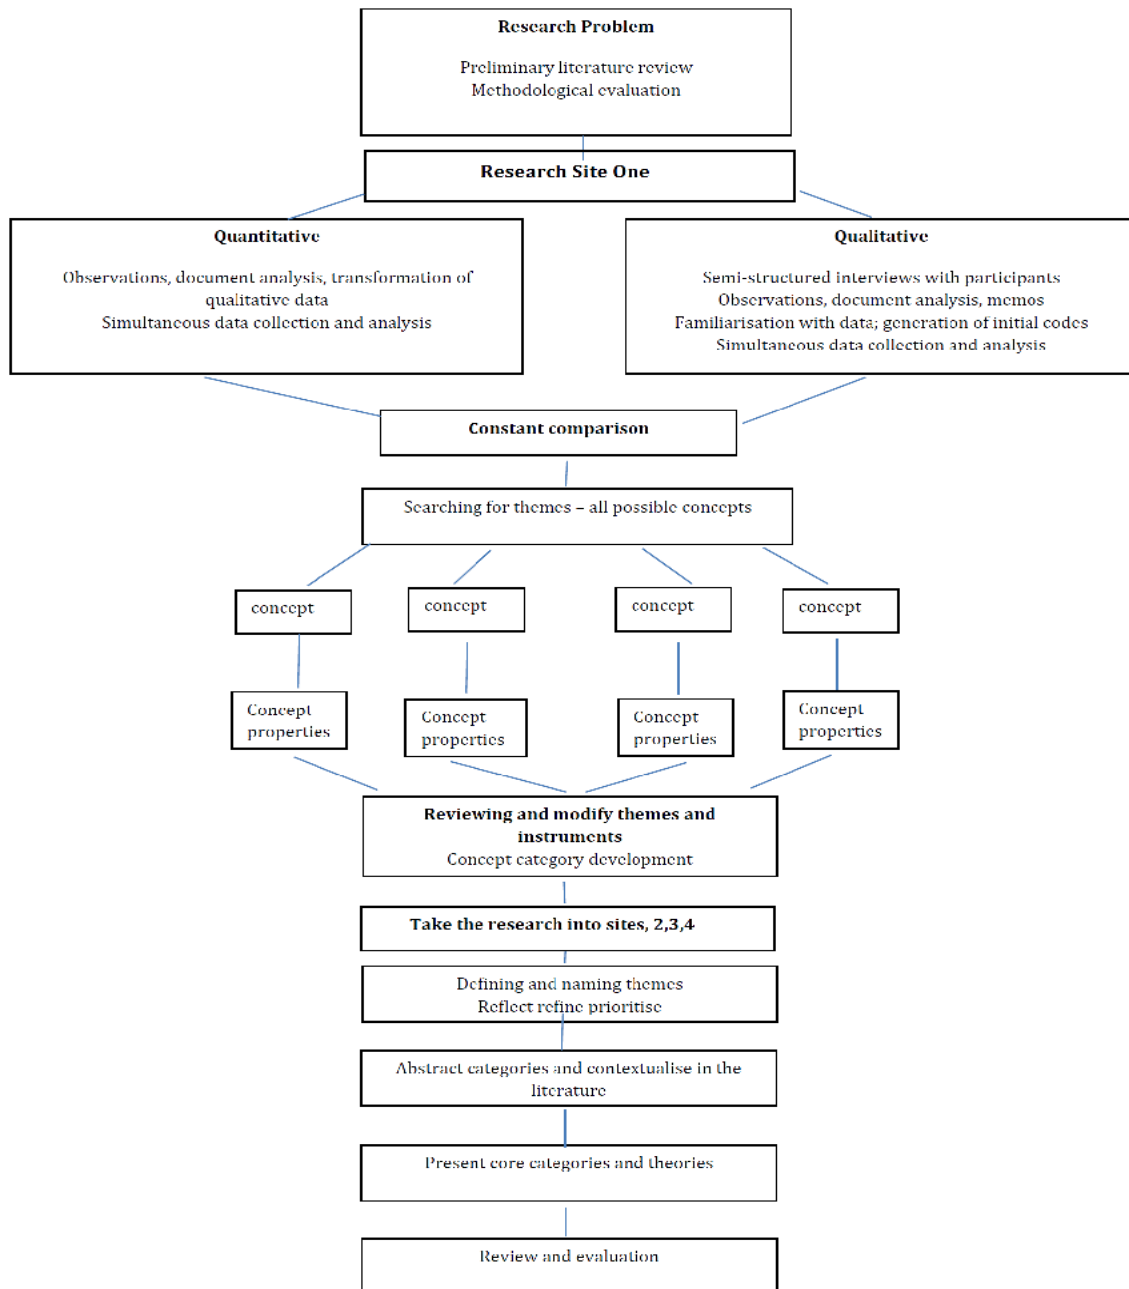 Research Problem
Preliminary literature review
Methodological evaluation
Research Site One
Quantitative
Observations, document analysis, transformation of
qualitative data
Simultaneous data collection and analysis
Qualitative
Semi-structured interviews with participants
Observations, document analysis, memos
Familiarisation with data; generation of initial codes
Simultaneous data collection and analysis
Constant comparison
Searching for themes – all possible concepts
concept
concept
concept
concept
Concept
properties
Concept
properties
Concept
properties
Concept
properties
Reviewing and modify themes and
instruments
Concept category development
Take the research into sites, 2,3,4
Defining and naming themes
Reflect refine prioritise
Abstract categories and contextualise in the
literature
Present core categories and theories
Review and evaluation